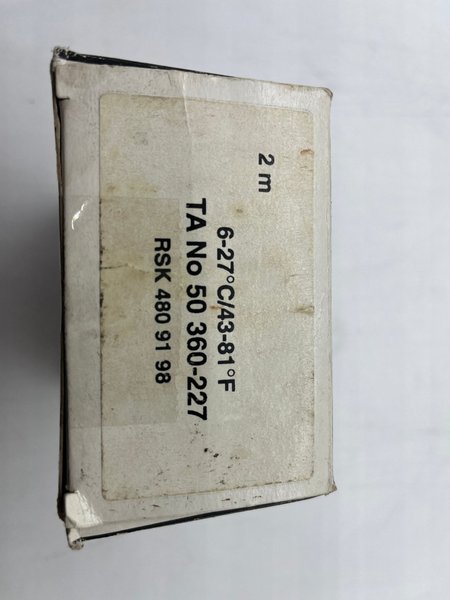 2 m
6-27°C/43-81°F
TA No 50 360-227
RSK 480 91 98